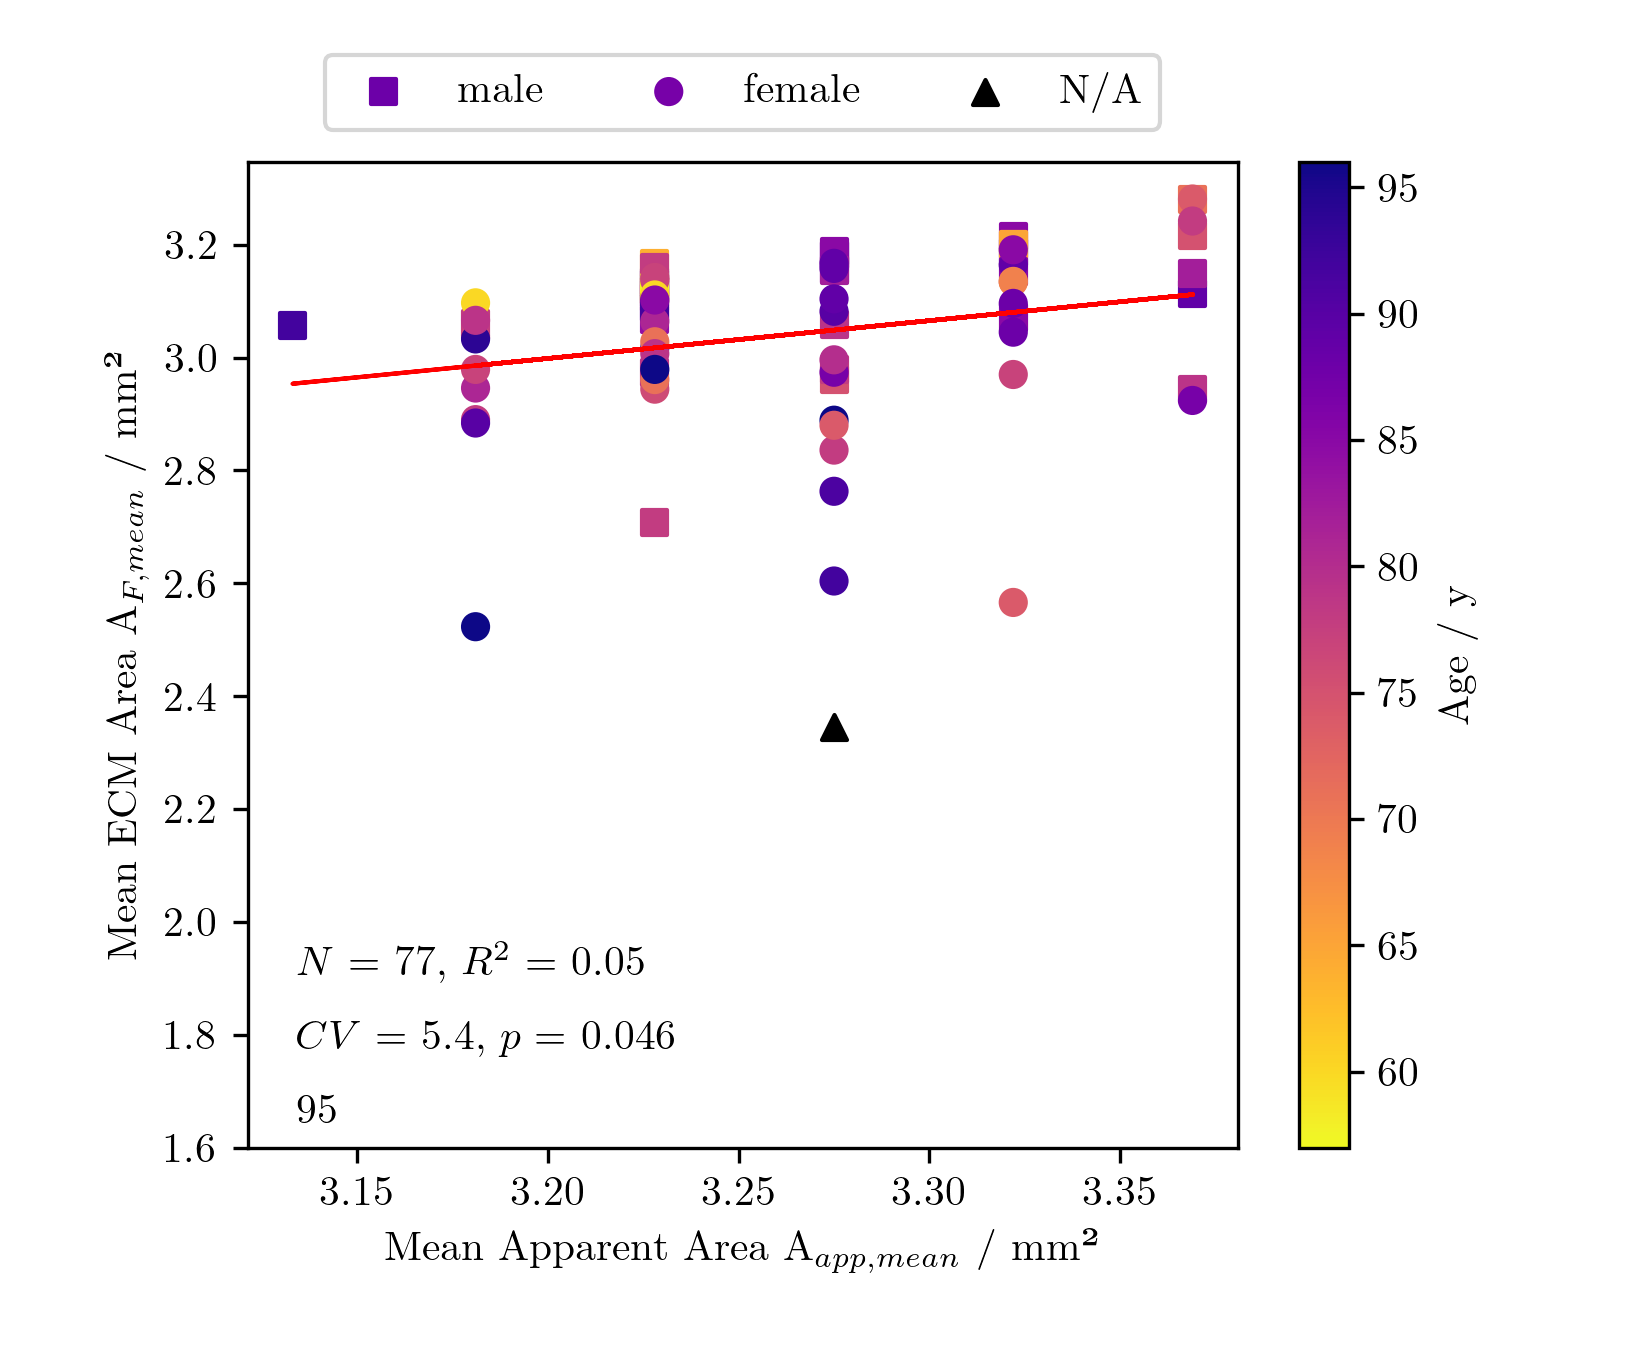 male female N/A
Mean ECM Area A_F,mean / mm²
3.2
3.0
2.8
2.6
2.4
2.2
2.0
1.8
1.6
N = 77, R² = 0.05
CV = 5.4, p = 0.046
95
3.15 3.20 3.25 3.30 3.35
Mean Apparent Area A_app,mean / mm²
95
90
85
80
75
70
65
60
Age / y